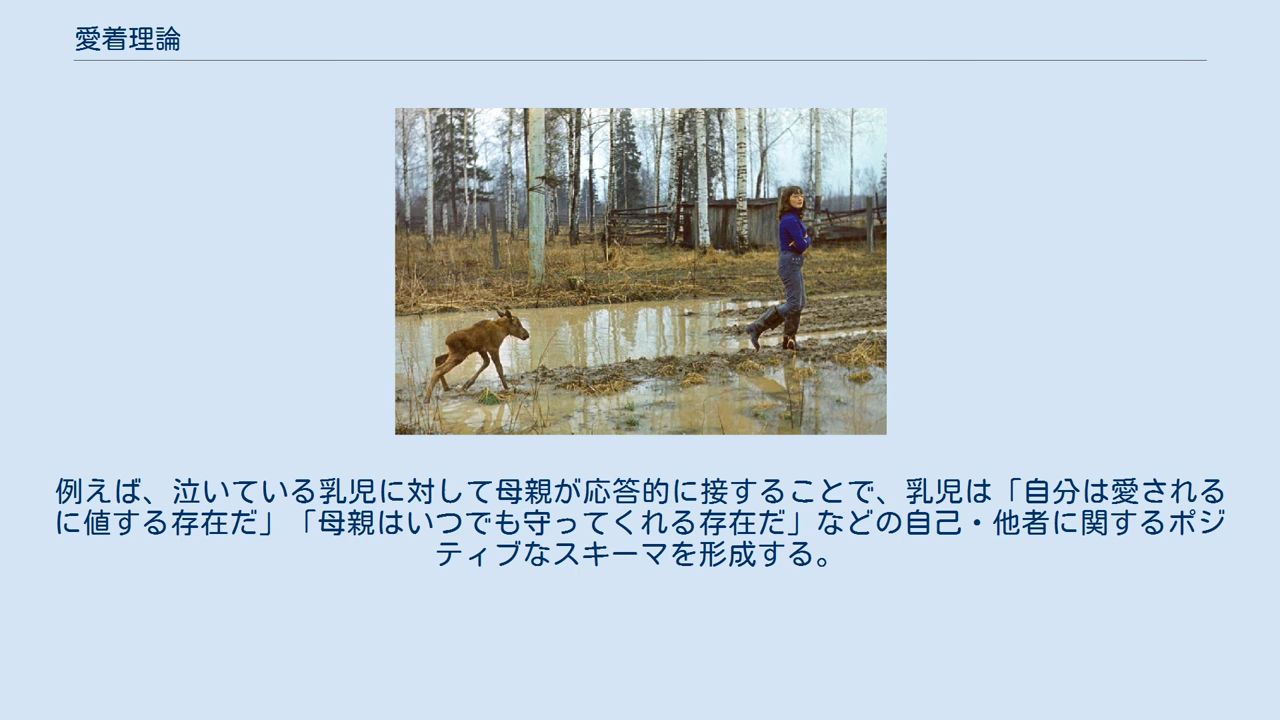 愛着理論
例えば、泣いている乳児に対して母親が応答的に接することで、乳児は「自分は愛される
に値する存在だ」「母親はいつでも守ってくれる存在だ」などの自己・他者に関するポジ
ティブなスキーマを形成する。